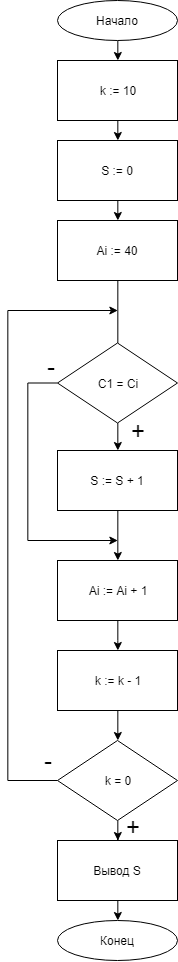 Начало
k := 10
S := 0
Ai := 40
C1 = Ci
-
+
S := S + 1
Ai := Ai + 1
k := k - 1
-
k = 0
+
Вывод S
Конец